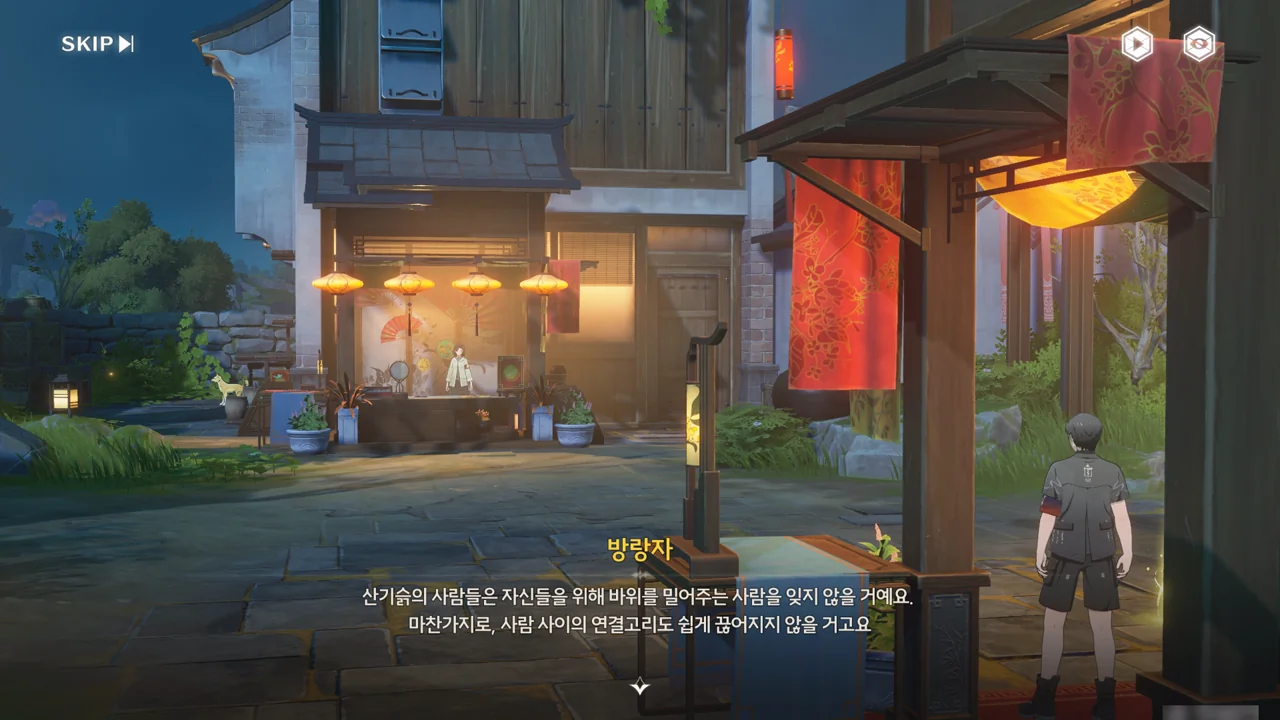 SKIP
방랑자
산기슭의 사람들은 자신들을 위해 바위를 밀어주는 사람을 잊지 않을 거예요.
마찬가지로, 사람 사이의 연결고리도 쉽게 끊어지지 않을 거고요